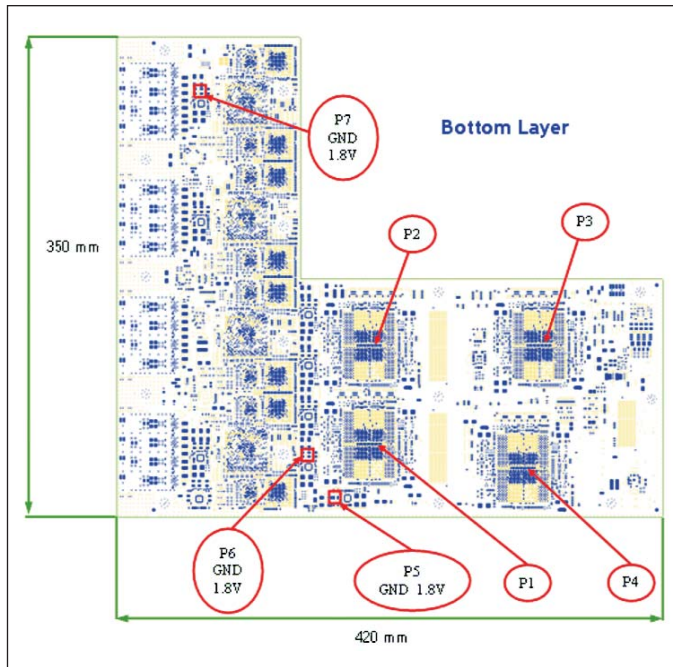 P7
GND
1.8V
Bottom Layer
P2
P3
350 mm
P6
GND
1.8V
P5
GND 1.8V
P1
P4
420 mm